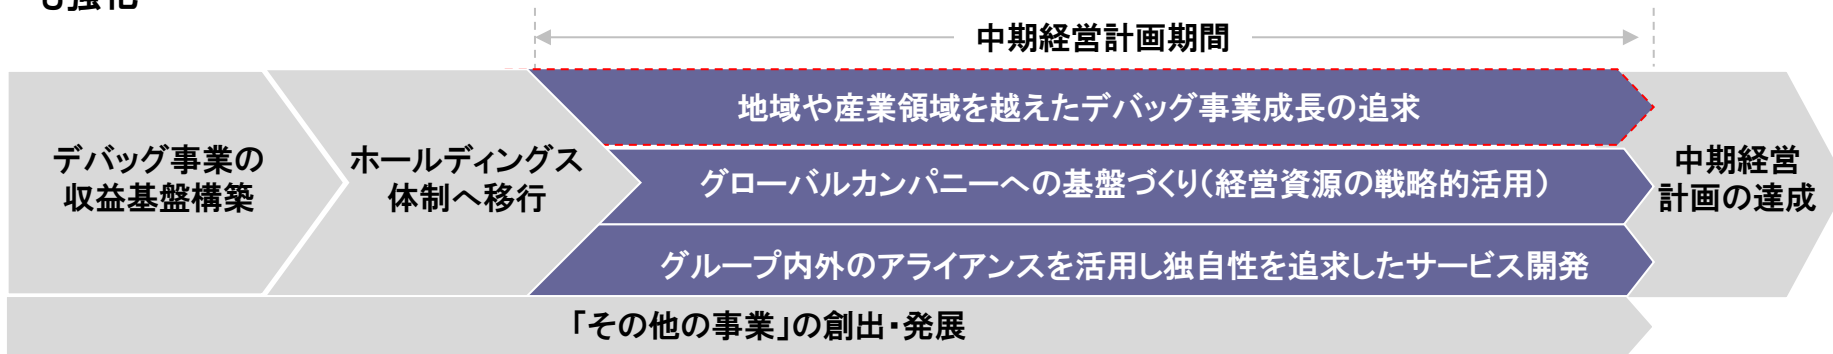 も強化
中期経営計画期間
デバッグ事業の
収益基盤構築
ホールディングス
体制へ移行
地域や産業領域を越えたデバッグ事業成長の追求
グローバルカンパニーへの基盤づくり(経営資源の戦略的活用)
グループ内外のアライアンスを活用し独自性を追求したサービス開発
中期経営
計画の達成
「その他の事業」の創出・発展